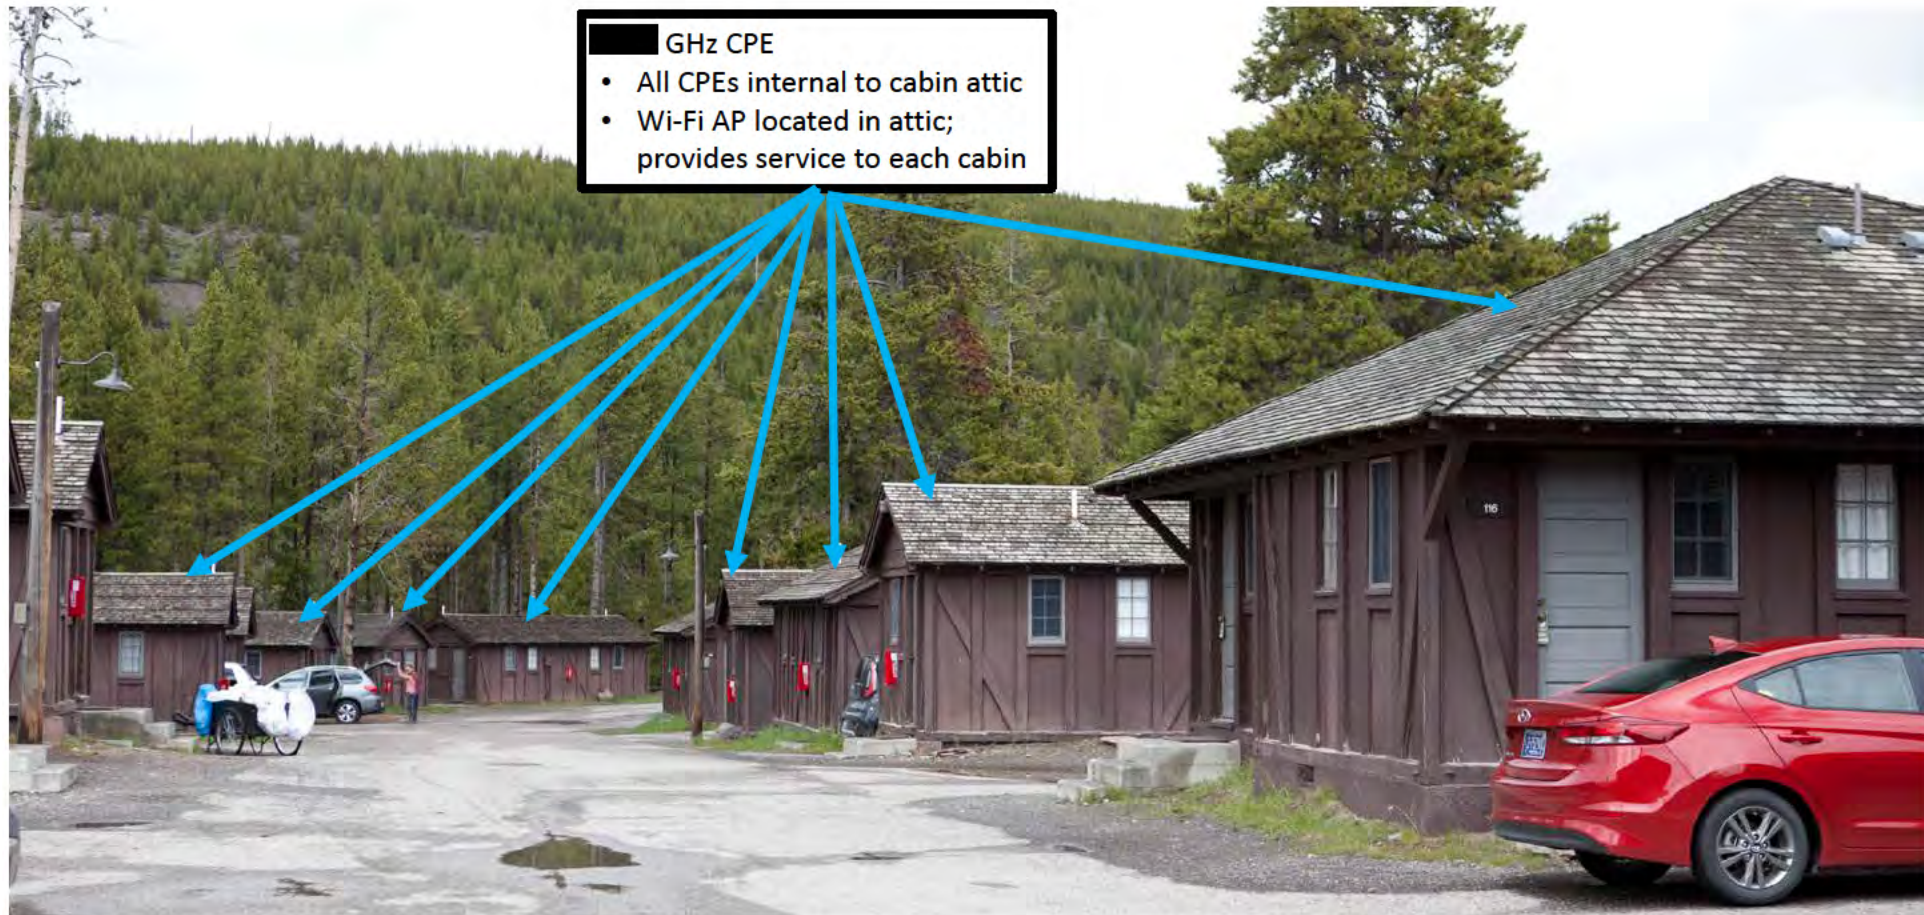 GHz CPE
• All CPEs internal to cabin attic
• Wi-Fi AP located in attic;
provides service to each cabin
116